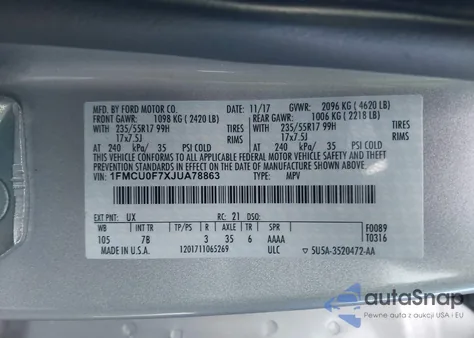 MFD. BY FORD MOTOR CO. 11/17 GVWR: 2096 KG (4620 LB)
FRONT GAWR: 1098 KG (2420 LB) REAR GAWR: 1006 KG (2218 LB)
WITH 235/55R17 99H TIRES WITH 235/55R17 99H TIRES
17x7.5J RIMS 17x7.5J RIMS
AT 240 kPa/ 35 PSI COLD AT 240 kPa/ 35 PSI COLD
THIS VEHICLE CONFORMS TO ALL APPLICABLE FEDERAL MOTOR VEHICLE SAFETY AND THEFT PREVENTION STANDARDS IN EFFECT ON THE DATE OF MANUFACTURE SHOWN ABOVE.
VIN: 1FMCU0F7XJUA78863 TYPE: MPV
EXT PNT: UX RC: 21 DSO:
WB INT TR TP/PS R AXLE TR SPR F0089
105 7B 3 35 6 AAAA T0316
MADE IN U.S.A. 1201711065269 ULC 5U5A-3520472-AA
autoSnap
Pewne auta z USA i EU